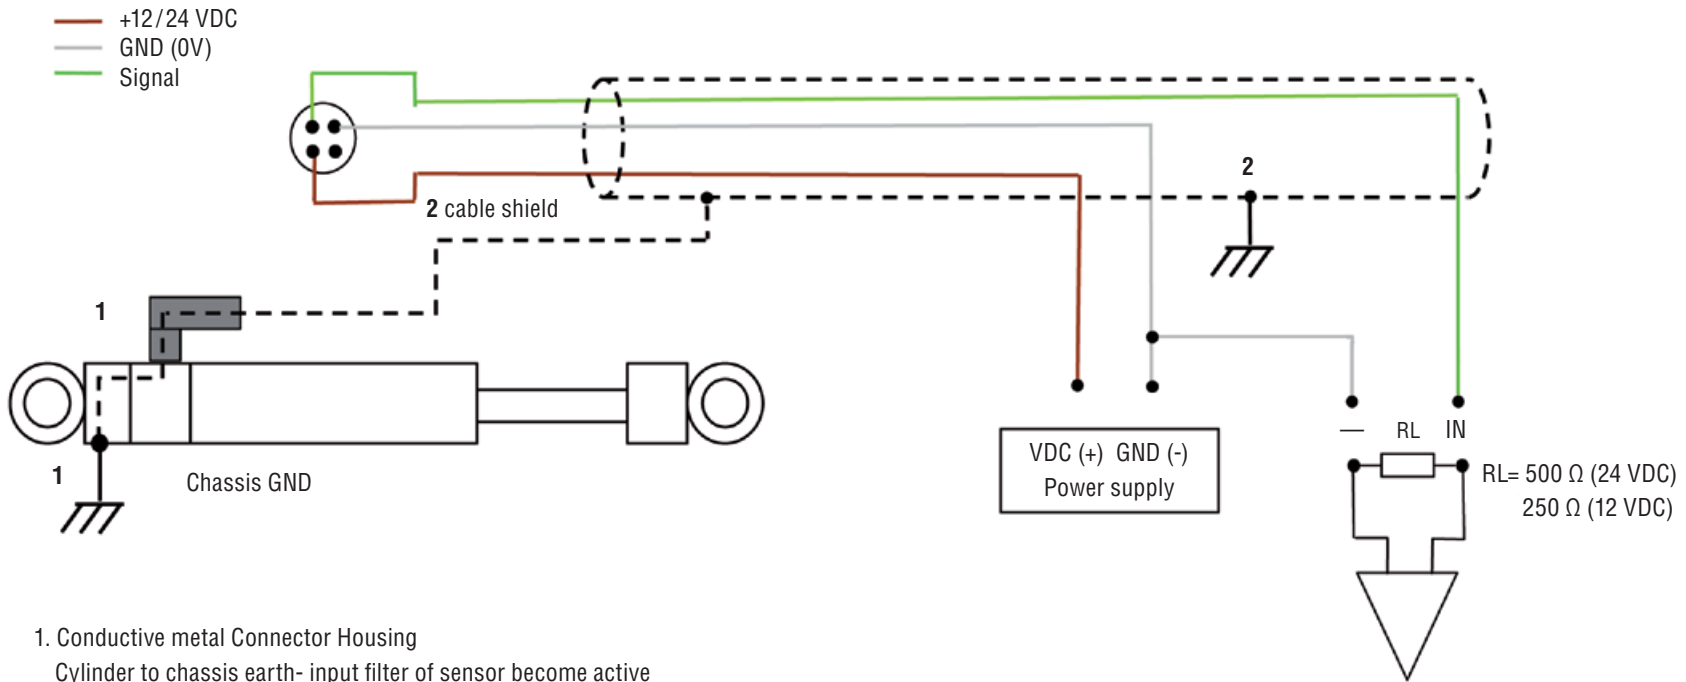 +12/24 VDC
GND (0V)
Signal
2
2 cable shield
1
1
Chassis GND
VDC (+) GND (-)
Power supply
— RL IN
RL= 500 Ω (24 VDC)
250 Ω (12 VDC)
1. Conductive metal Connector Housing
Cylinder to chassis earth- input filter of sensor become active